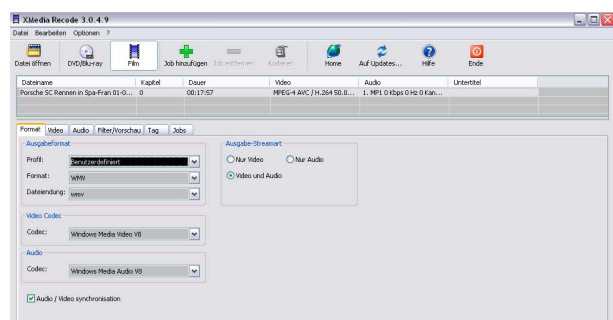 XMedia Recode 3.0.4.9
Datei Bearbeiten Optionen ?
Datei öffnen DVD/Blu-ray Film Job hinzufügen Job entfernen Kodieren Home Auf Updates... Hilfe Ende
Dateiname Kapitel Dauer Video Audio Untertitel
Porsche SC Rennen in Spa-Fran 01-0... 0 00:17:57 MPEG-4 AVC / H.264 50.0... 1. MP1 0 Kbps 0 Hz 0 Kan...
Format Video Audio Filter/Vorschau Tag Jobs
Ausgabeformat Ausgabe-Streamart
Profil: Benutzerdefiniert Nur Video Nur Audio
Format: WMV Video und Audio
Dateiendung: wmv
Video Codec
Codec: Windows Media Video V8
Audio
Codec: Windows Media Audio V8
Audio / Video synchronisation